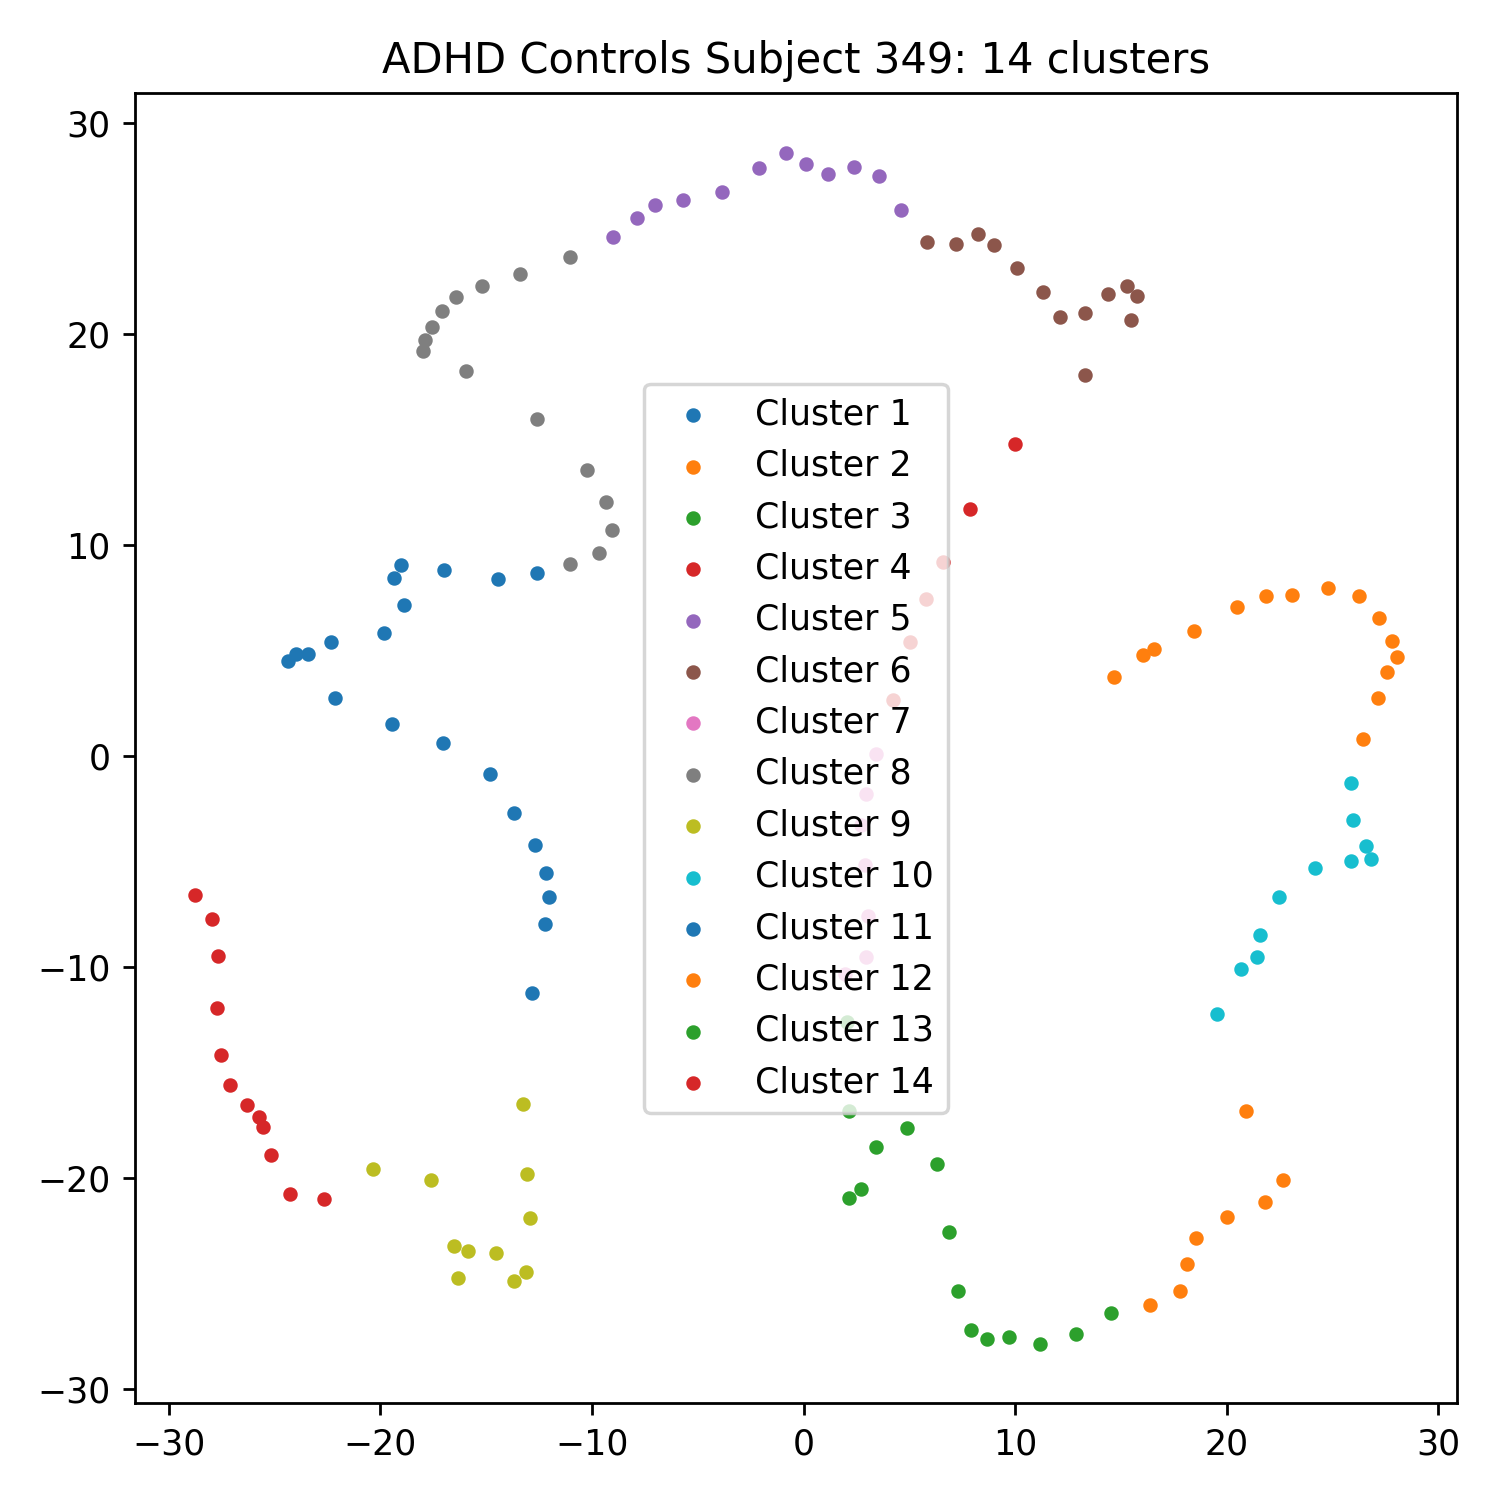 ADHD Controls Subject 349: 14 clusters
30
20
10
0
−10
−20
−30
Cluster 1
Cluster 2
Cluster 3
Cluster 4
Cluster 5
Cluster 6
Cluster 7
Cluster 8
Cluster 9
Cluster 10
Cluster 11
Cluster 12
Cluster 13
Cluster 14
−30
−20
−10
0
10
20
30